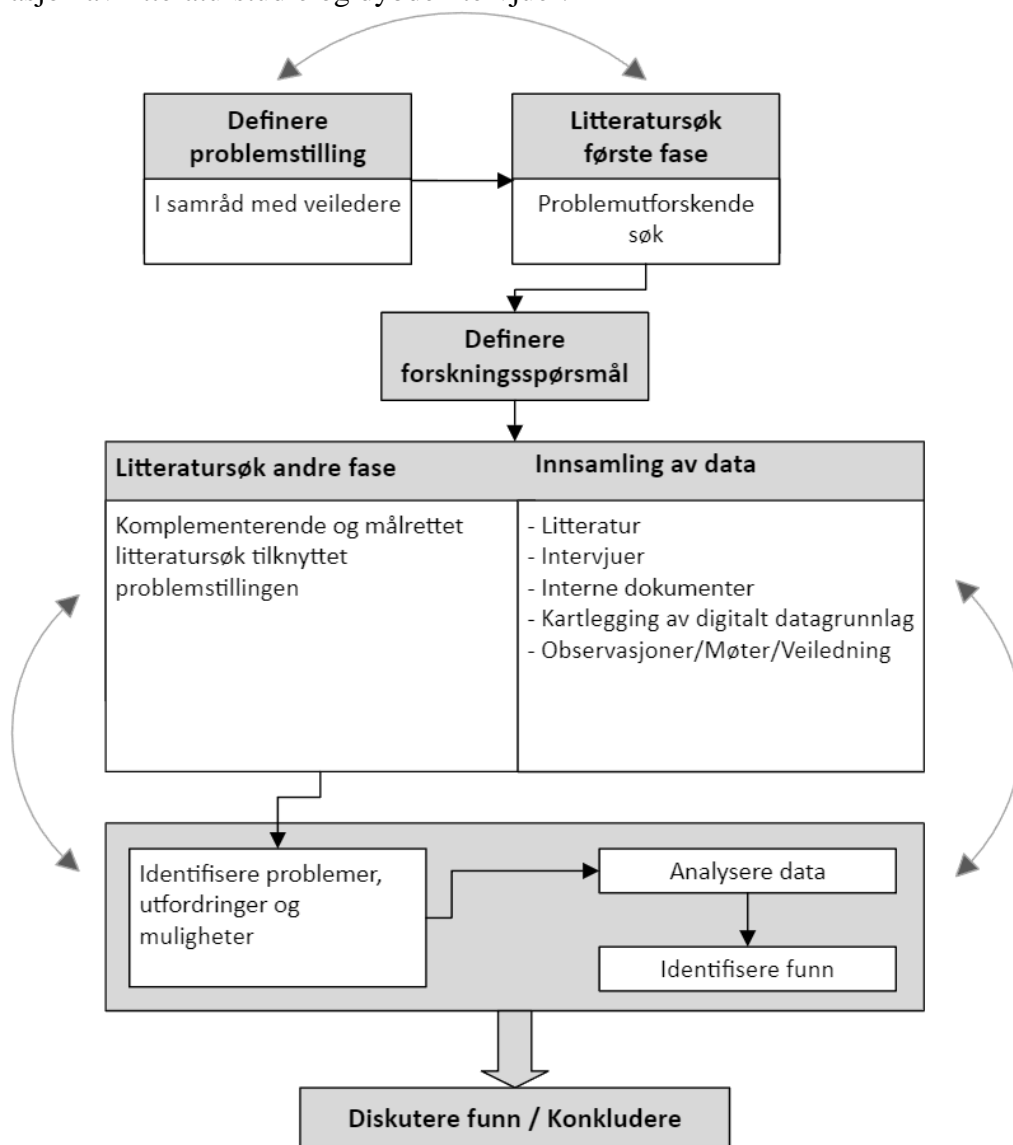 Definere
problemstilling
I samråd med veiledere
Litteratursøk
første fase
Problemutforskende
søk
Definere
forskningsspørsmål
Litteratursøk andre fase
Komplementerende og målrettet
litteratursøk tilknyttet
problemstillingen
Innsamling av data
- Litteratur
- Intervjuer
- Interne dokumenter
- Kartlegging av digitalt datagrunnlag
- Observasjoner/Møter/Veiledning
Identifisere problemer,
utfordringer og
muligheter
Analysere data
Identifisere funn
Diskutere funn / Konkludere